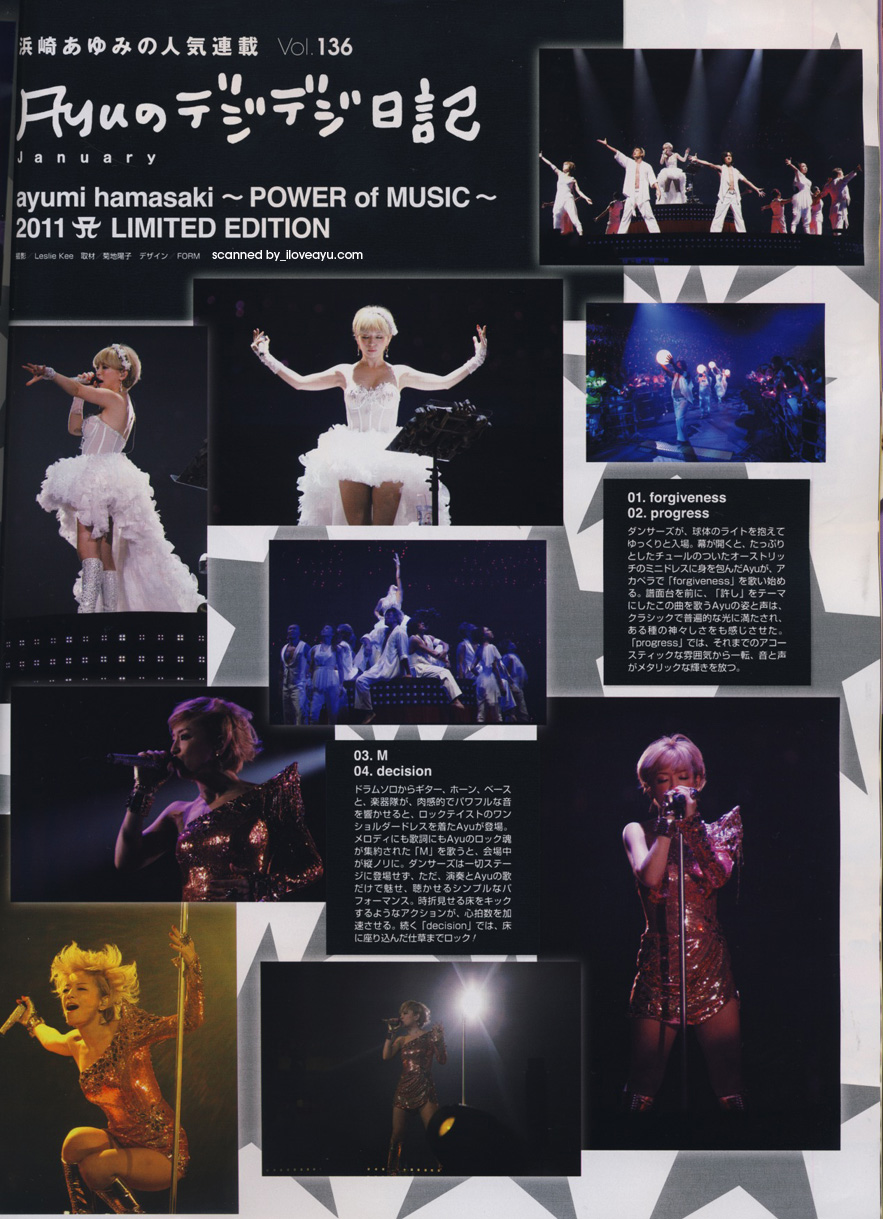 浜崎あゆみの人気連載 Vol.136
Ayuのデジデジ日記
January
ayumi hamasaki ～ POWER of MUSIC ～
2011 A LIMITED EDITION
撮影／Leslie Kee 取材／菊地陽子 デザイン／FORM scanned by_iloveayu.com
01. forgiveness
02. progress
ダンサーズが、球体のライトを抱えて
ゆっくりと入場。幕が開くと、たっぷり
としたチュールのついたオーストリッ
チのミニドレスに身を包んだAyuが、ア
カペラで「forgiveness」を歌い始め
る。譜面台を前に、「許し」をテーマ
にしたこの曲を歌うAyuの姿と声は、
クラシックで普遍的な光に満たされ、
ある種の神々しさをも感じさせた。
「progress」では、それまでのアコー
スティックな雰囲気から一転、音と声
がメタリックな輝きを放つ。
03. M
04. decision
ドラムソロからギター、ホーン、ベース
と、楽器隊が、肉感的でパワフルな音
を響かせると、ロックテイストのワン
ショルダードレスを着たAyuが登場。
メロディにも歌詞にもAyuのロック魂
が集約された「M」を歌うと、会場中
が縦ノリに。ダンサーズは一切ステー
ジに登場せず、ただ、演奏とAyuの歌
だけで魅せ、聴かせるシンプルなパ
フォーマンス。時折見せる床をキック
するようなアクションが、心拍数を加
速させる。続く「decision」では、床
に座り込んだ仕草までロック！